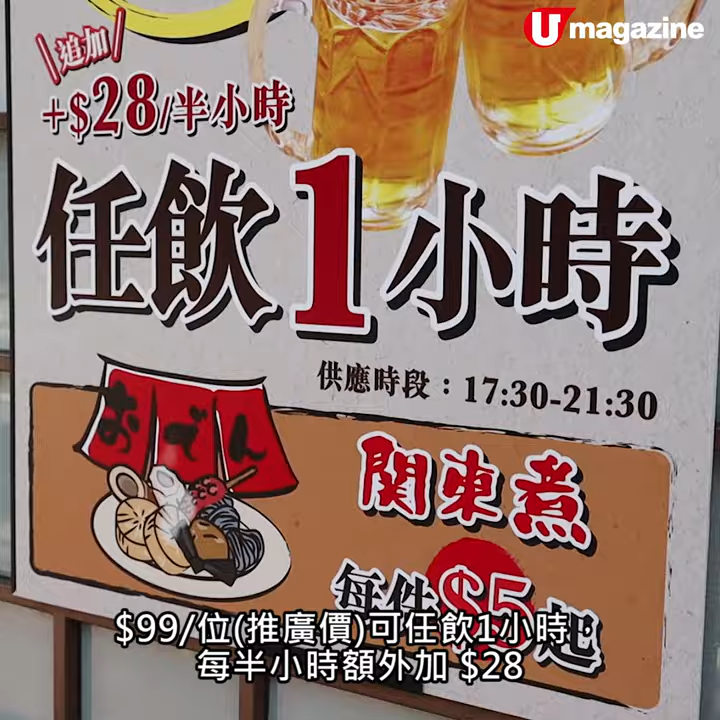 U magazine
追加
+$28/半小時
任飲1小時
供應時段：17:30-21:30
おでん
関東煮
每件$5起
$99/位(推廣價)可任飲1小時
每半小時額外加 $28